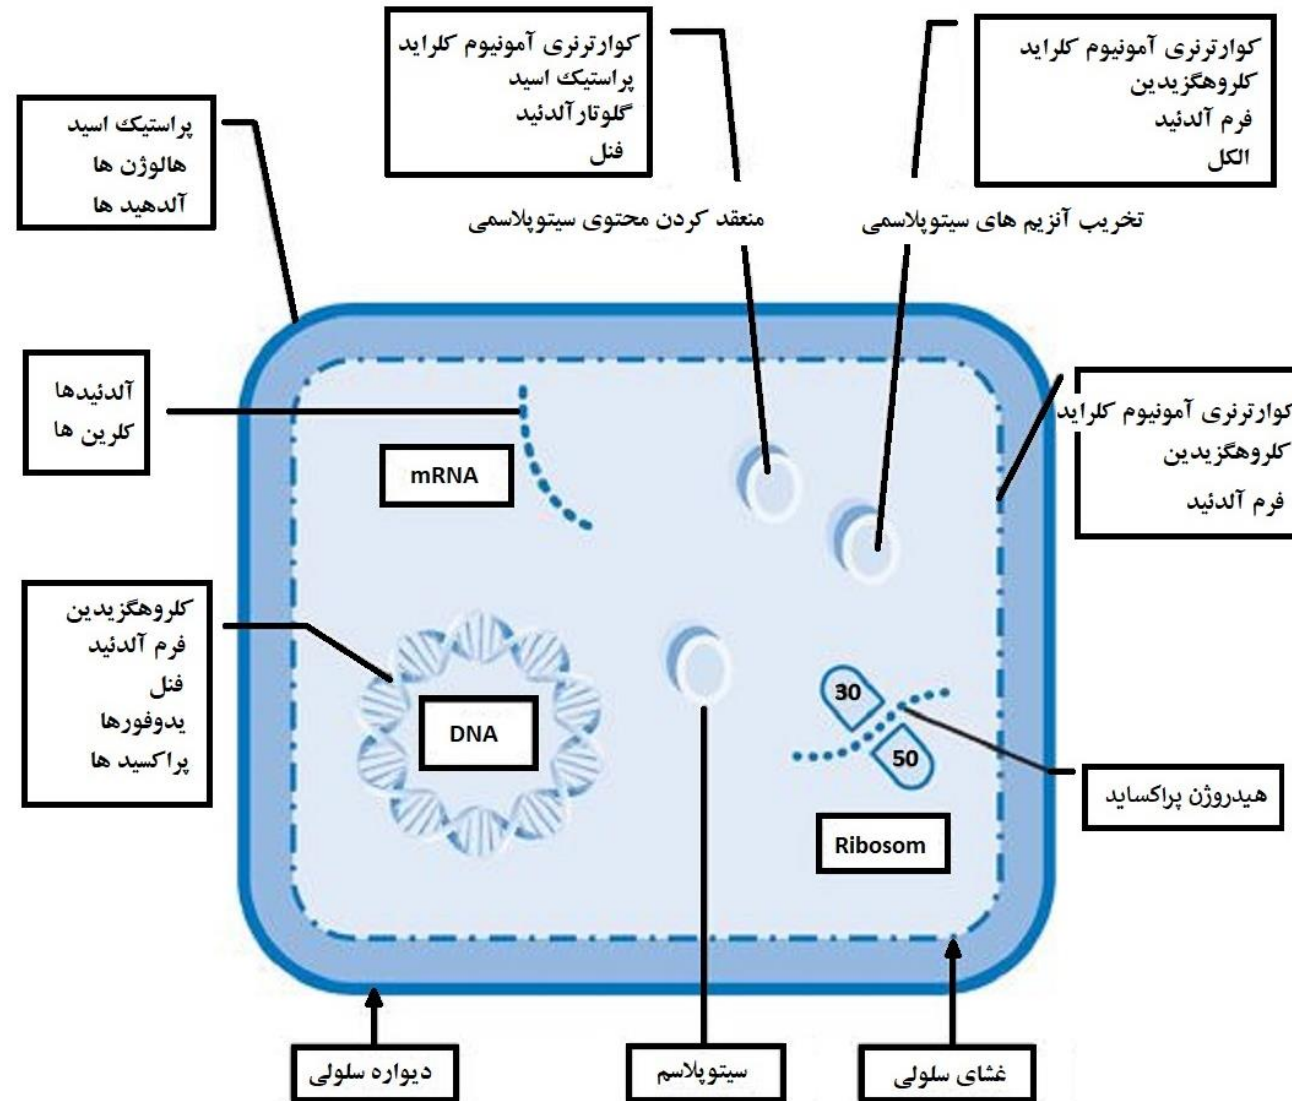 کوارترنری آمونیوم کلراید
پراستیک اسید
گلوتارآلدئید
فنل
کوارترنری آمونیوم کلراید
کلروهگزیدین
فرم آلدئید
الکل
پراستیک اسید
هالوژن ها
آلدهید ها
منعقد کردن محتوی سیتوپلاسمی
تخریب آنزیم های سیتوپلاسمی
آلدئیدها
کلرین ها
mRNA
کوارترنری آمونیوم کلراید
کلروهگزیدین
فرم آلدئید
کلروهگزیدین
فرم آلدئید
فنل
یدوفورها
پراکسید ها
DNA
30
50
Ribosom
هیدروژن پراکساید
دیواره سلولی
سیتوپلاسم
غشای سلولی